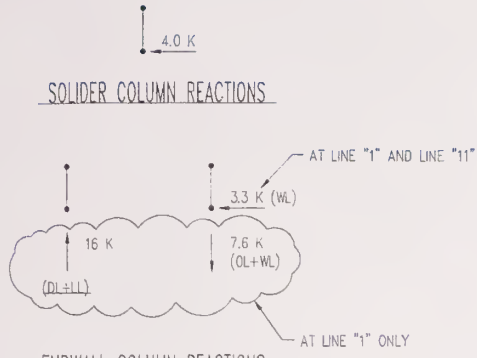 4.0 K
SOLIDER COLUMN REACTIONS
AT LINE "1" AND LINE "11"
3.3 K (WL)
16 K
7.6 K
(DL+LL)
(OL+WL)
AT LINE "1" ONLY
ENDWALL COLUMN REACTIONS